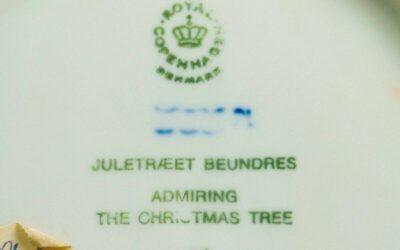 ROYAL
COPENHAGEN
DENMARK
JULETRÆET BEUNDRES
ADMIRING
THE CHRISTMAS TREE